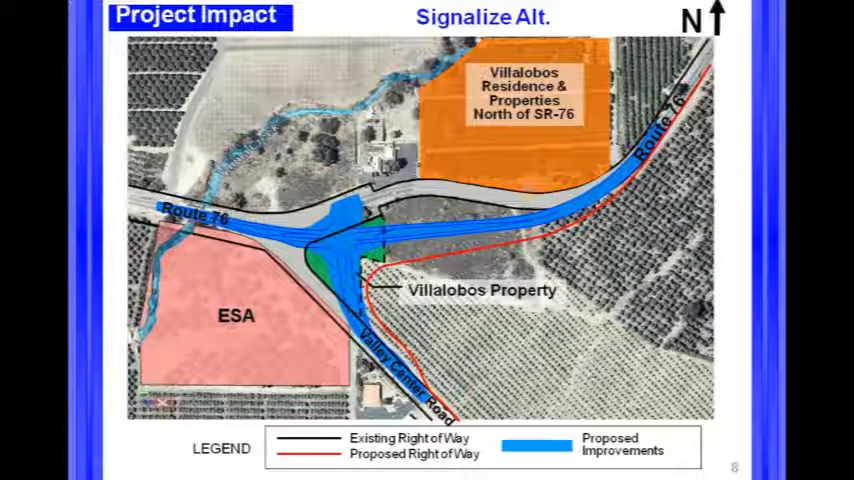 Project Impact
Signalize Alt.
N
Villalobos
Residence &
Properties
North of SR-76
Route 76
Route 76
Villalobos Property
ESA
Valley Center Road
LEGEND
Existing Right of Way
Proposed Right of Way
Proposed
Improvements
8